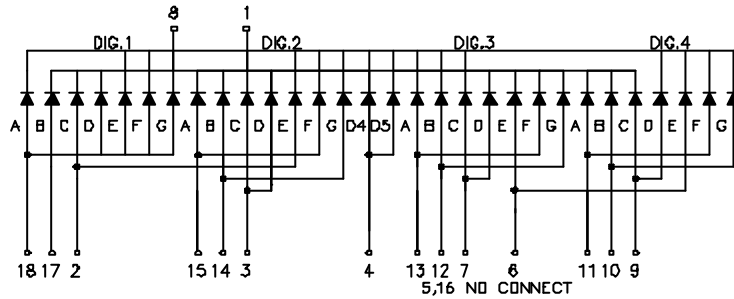 8 1
DIG.1 DIG.2 DIG.3 DIG.4
A B C D E F G A B C D E F G D4 D5 A B C D E F G A B C D E F G
18 17 2 15 14 3 4 13 12 7 6 11 10 9
5,16 NO CONNECT